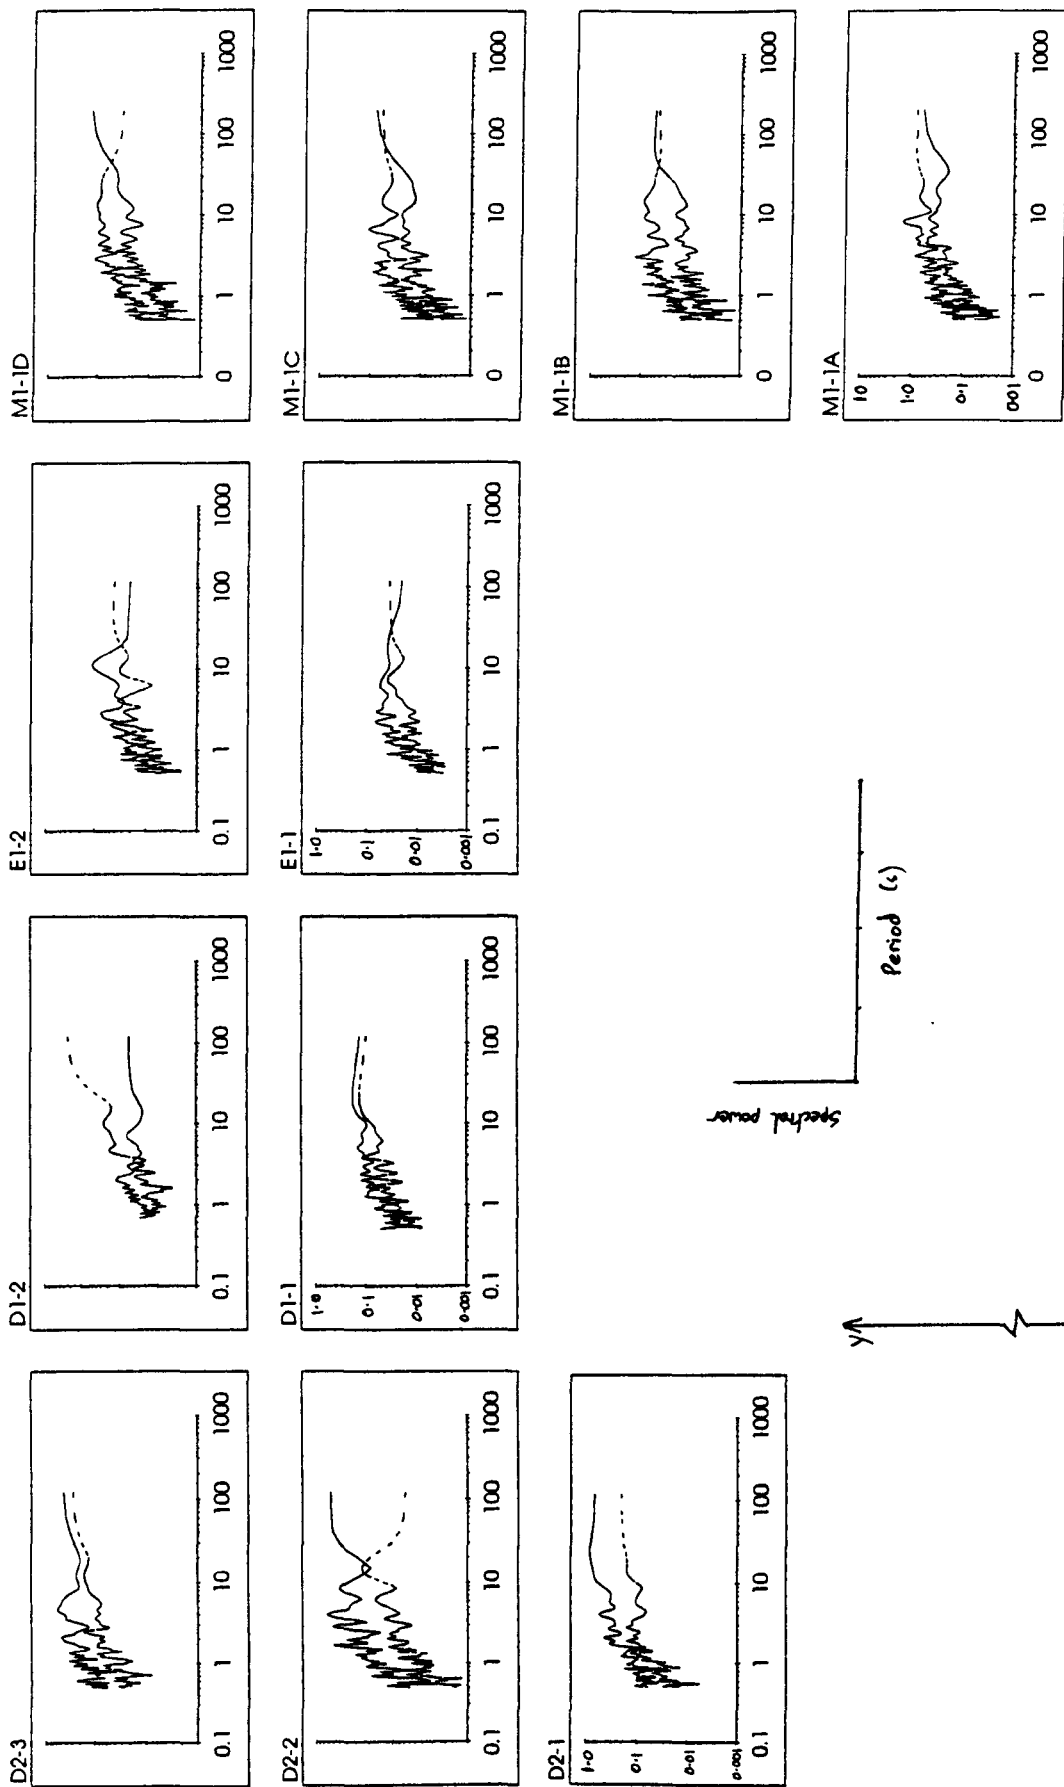 D2-3
0.1 1 10 100 1000
D1-2
0.1 1 10 100 1000
E1-2
0.1 1 10 100 1000
M1-1D
0 1 10 100 1000
D2-2
0.1 1 10 100 1000
D1-1
1.0
0.1
0.01
0.001
0.1 1 10 100 1000
E1-1
1.0
0.1
0.01
0.001
0.1 1 10 100 1000
M1-1C
0 1 10 100 1000
D2-1
1.0
0.1
0.01
0.001
0.1 1 10 100 1000
M1-1B
0 1 10 100 1000
Spectral power
Period (s)
M1-1A
10
1.0
0.1
0.01
0 1 10 100 1000
y